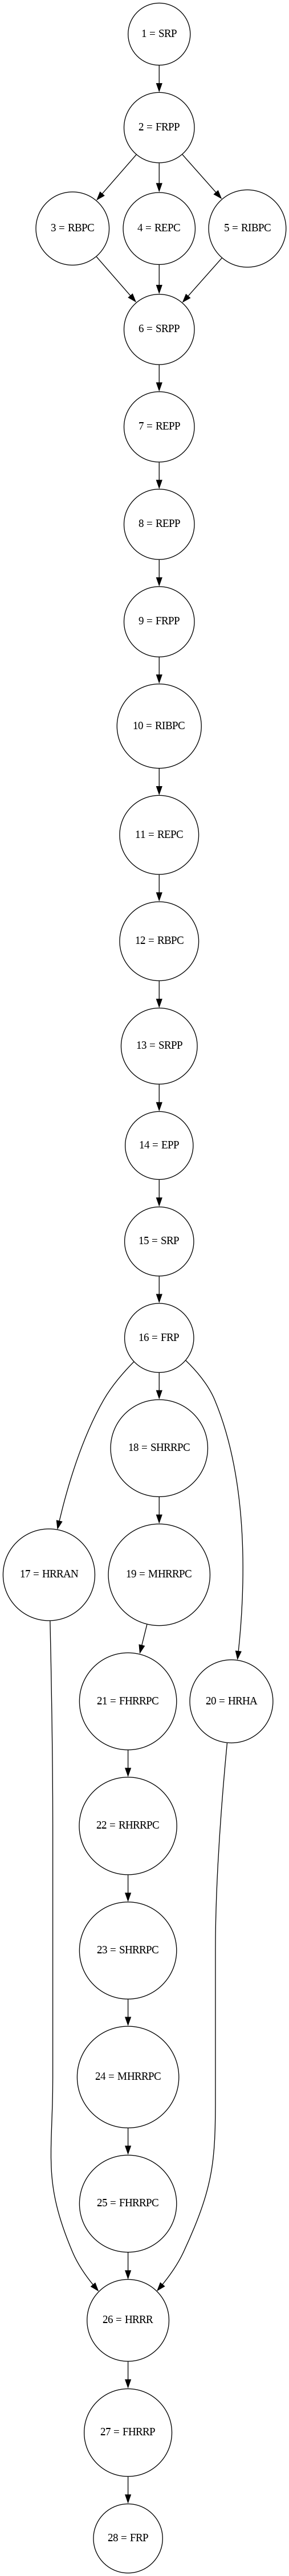 1 = SRP
2 = FRPP
3 = RBPC
4 = REPC
5 = RIBPC
6 = SRPP
7 = REPP
8 = REPP
9 = FRPP
10 = RIBPC
11 = REPC
12 = RBPC
13 = SRPP
14 = EPP
15 = SRP
16 = FRP
18 = SHRRPC
17 = HRRAN
19 = MHRRPC
21 = FHRRPC
20 = HRHA
22 = RHRRPC
23 = SHRRPC
24 = MHRRPC
25 = FHRRPC
26 = HRRR
27 = FHRRP
28 = FRP